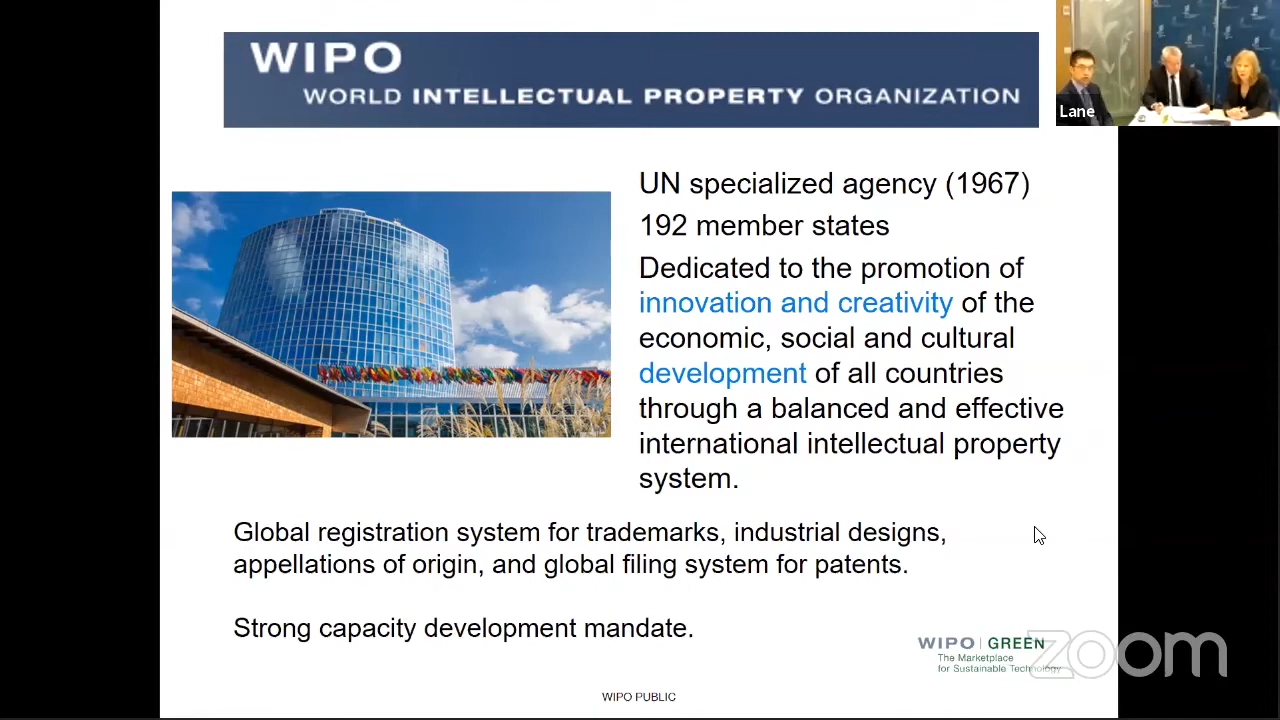 WIPO
WORLD INTELLECTUAL PROPERTY ORGANIZATION
Lane
UN specialized agency (1967)
192 member states
Dedicated to the promotion of
innovation and creativity of the
economic, social and cultural
development of all countries
through a balanced and effective
international intellectual property
system.
Global registration system for trademarks, industrial designs,
appellations of origin, and global filing system for patents.
Strong capacity development mandate.
WIPO | GREEN
The Marketplace
for Sustainable Technology
zoom
WIPO PUBLIC